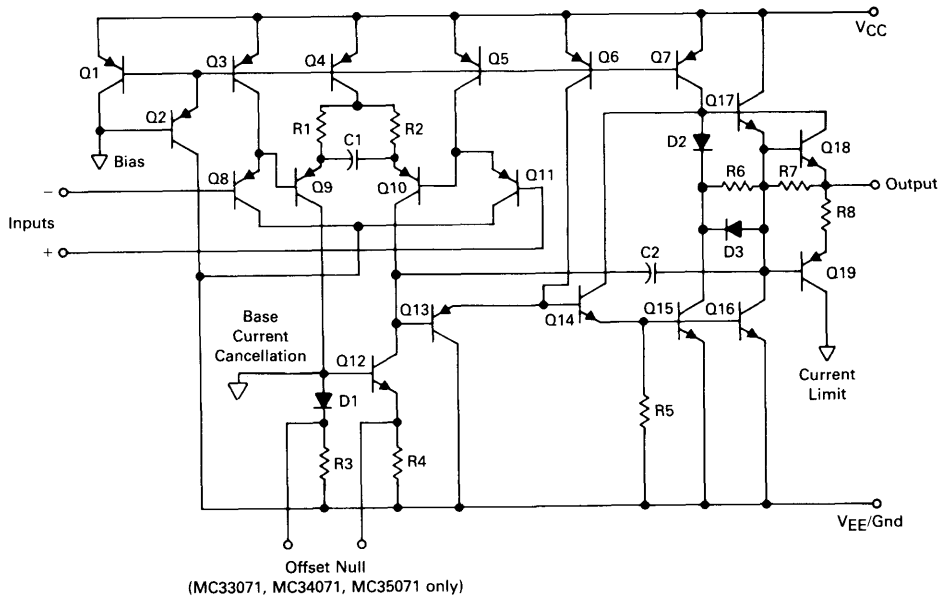 VCC
Q1
Q3
Q4
Q5
Q6
Q7
Q17
Q2
R1
C1
R2
D2
Q18
Bias
Q8
Q9
Q10
Q11
R6
R7
Output
−
Inputs
+
R8
D3
C2
Q19
Q13
Q14
Q15
Q16
Base
Current
Cancellation
Q12
Current
Limit
D1
R5
R3
R4
VEE/Gnd
Offset Null
(MC33071, MC34071, MC35071 only)